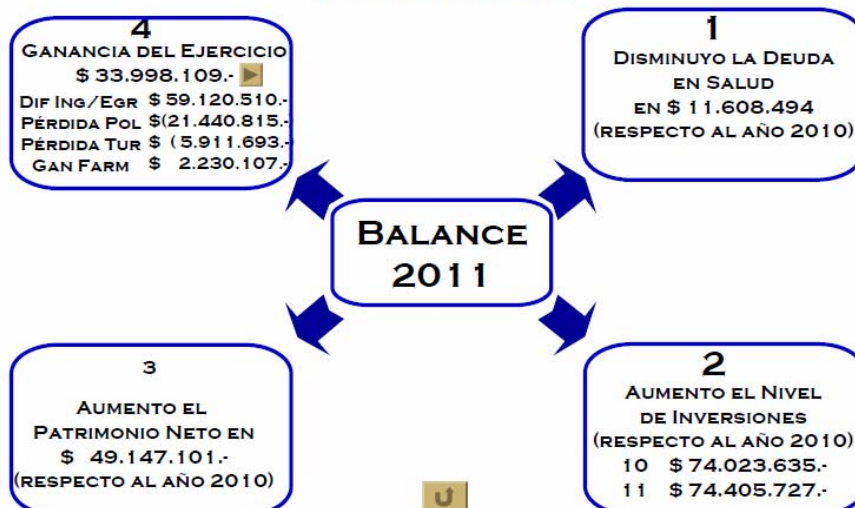 4
GANANCIA DEL EJERCICIO
$ 33.998.109.-
DIF ING/EGR $ 59.120.510.-
PÉRDIDA POL $(21.440.815.-)
PÉRDIDA TUR $ (5.911.693.-)
GAN FARM $ 2.230.107.-
1
DISMINUYO LA DEUDA
EN SALUD
EN $ 11.608.494
(RESPECTO AL AÑO 2010)
BALANCE
2011
3
AUMENTO EL
PATRIMONIO NETO EN
$ 49.147.101.-
(RESPECTO AL AÑO 2010)
2
AUMENTO EL NIVEL
DE INVERSIONES
(RESPECTO AL AÑO 2010)
10 $ 74.023.635.-
11 $ 74.405.727.-